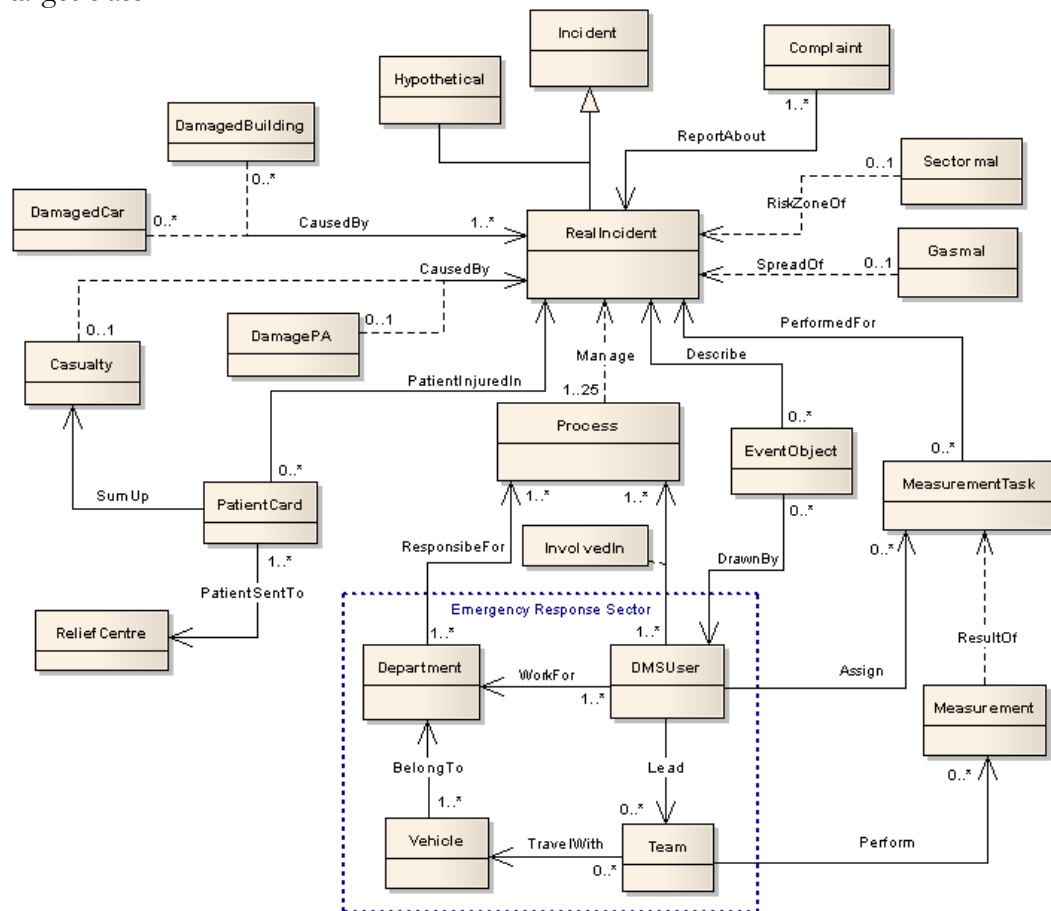 target class
Incident
Complaint
Hypothetical
1..*
DamagedBuilding
ReportAbout
Sectormal
0..1
0..*
RiskZoneOf
DamagedCar
0..*
CausedBy
1..*
RealIncident
Gasmal
SpreadOf
0..1
CausedBy
0..1
DamagePA
0..1
PerformedFor
Casualty
Manage
Describe
PatientInjuredIn
1..25
Process
0..*
EventObject
0..*
0..*
MeasurementTask
SumUp
PatientCard
1..*
1..*
0..*
1..*
ResponsibeFor
InvolvedIn
DrawnBy
0..*
PatientSentTo
Emergency Response Sector
ReliefCentre
1..*
1..*
ResultOf
Department
WorkFor
DMSUser
Assign
1..*
Measurement
BelongTo
Lead
0..*
1..*
0..*
Vehicle
TravelWith
Team
Perform
0..*